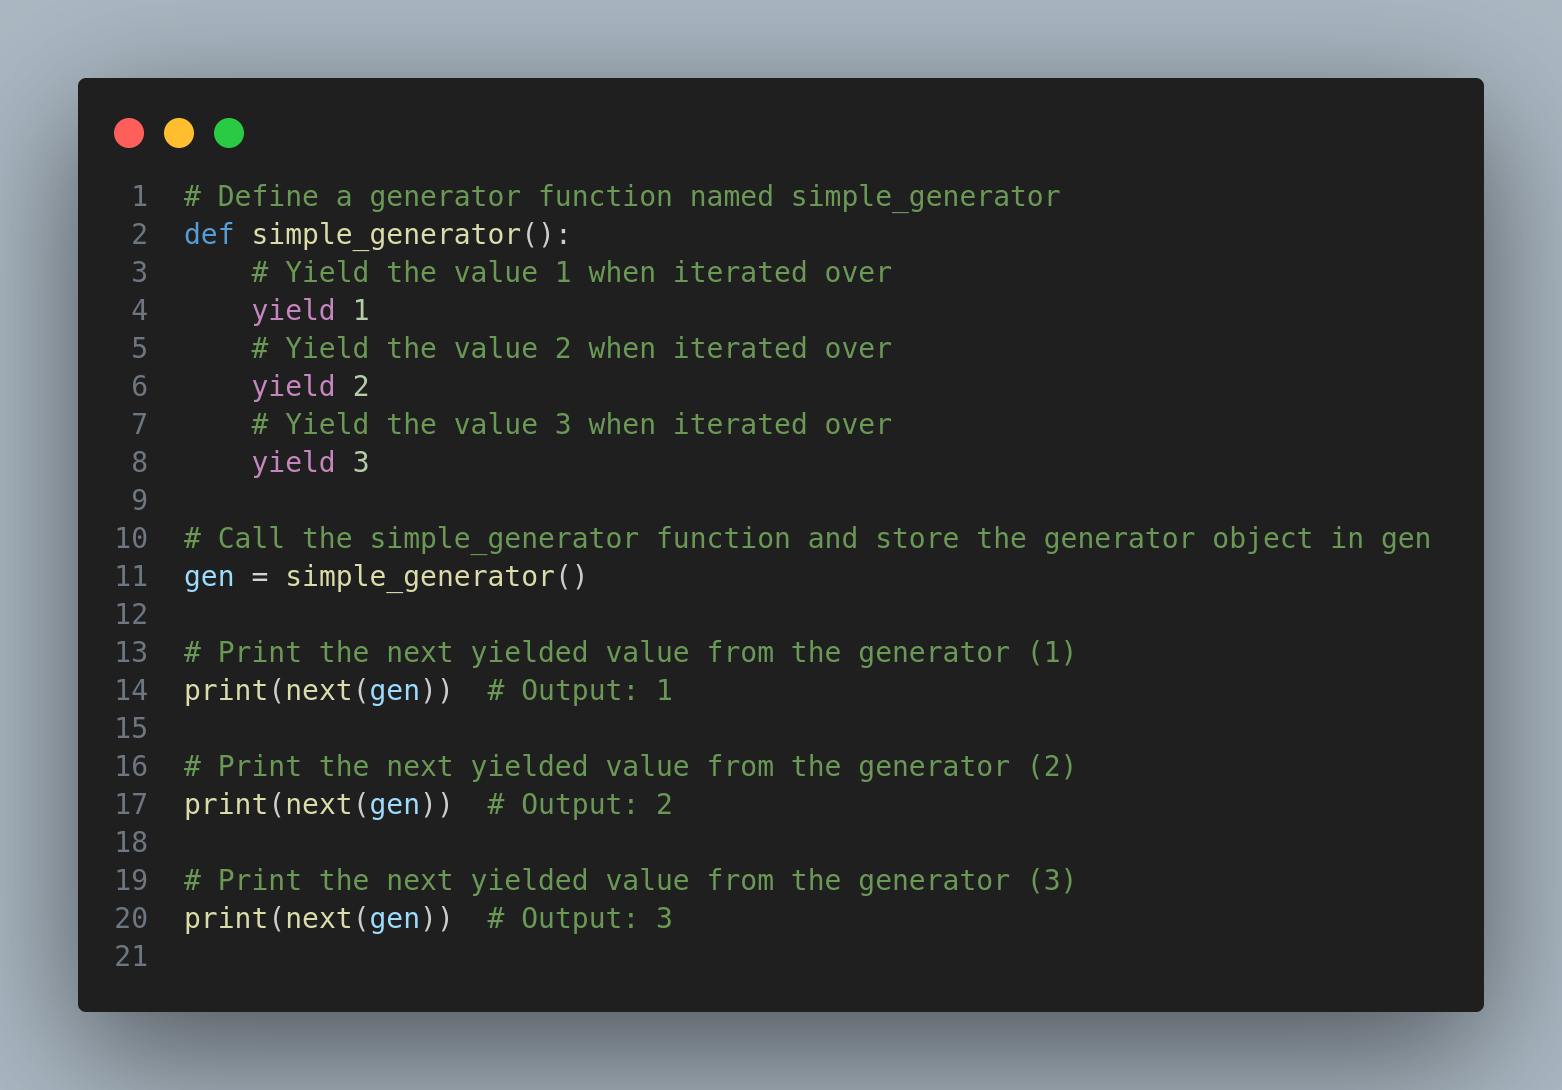 1 # Define a generator function named simple_generator
2 def simple_generator():
3     # Yield the value 1 when iterated over
4     yield 1
5     # Yield the value 2 when iterated over
6     yield 2
7     # Yield the value 3 when iterated over
8     yield 3
9
10 # Call the simple_generator function and store the generator object in gen
11 gen = simple_generator()
12
13 # Print the next yielded value from the generator (1)
14 print(next(gen))  # Output: 1
15
16 # Print the next yielded value from the generator (2)
17 print(next(gen))  # Output: 2
18
19 # Print the next yielded value from the generator (3)
20 print(next(gen))  # Output: 3
21